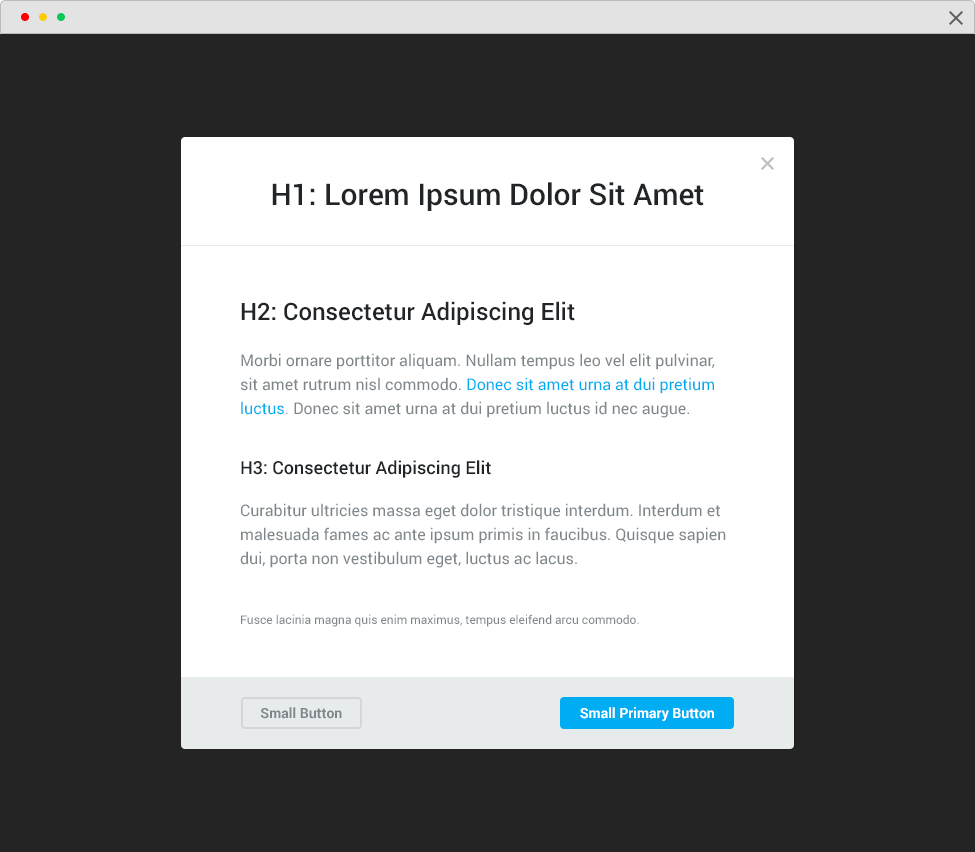 H1: Lorem Ipsum Dolor Sit Amet
H2: Consectetur Adipiscing Elit
Morbi ornare porttitor aliquam. Nullam tempus leo vel elit pulvinar,
sit amet rutrum nisl commodo. Donec sit amet urna at dui pretium
luctus. Donec sit amet urna at dui pretium luctus id nec augue.
H3: Consectetur Adipiscing Elit
Curabitur ultricies massa eget dolor tristique interdum. Interdum et
malesuada fames ac ante ipsum primis in faucibus. Quisque sapien
dui, porta non vestibulum eget, luctus ac lacus.
Fusce lacinia magna quis enim maximus, tempus eleifend arcu commodo.
Small Button
Small Primary Button